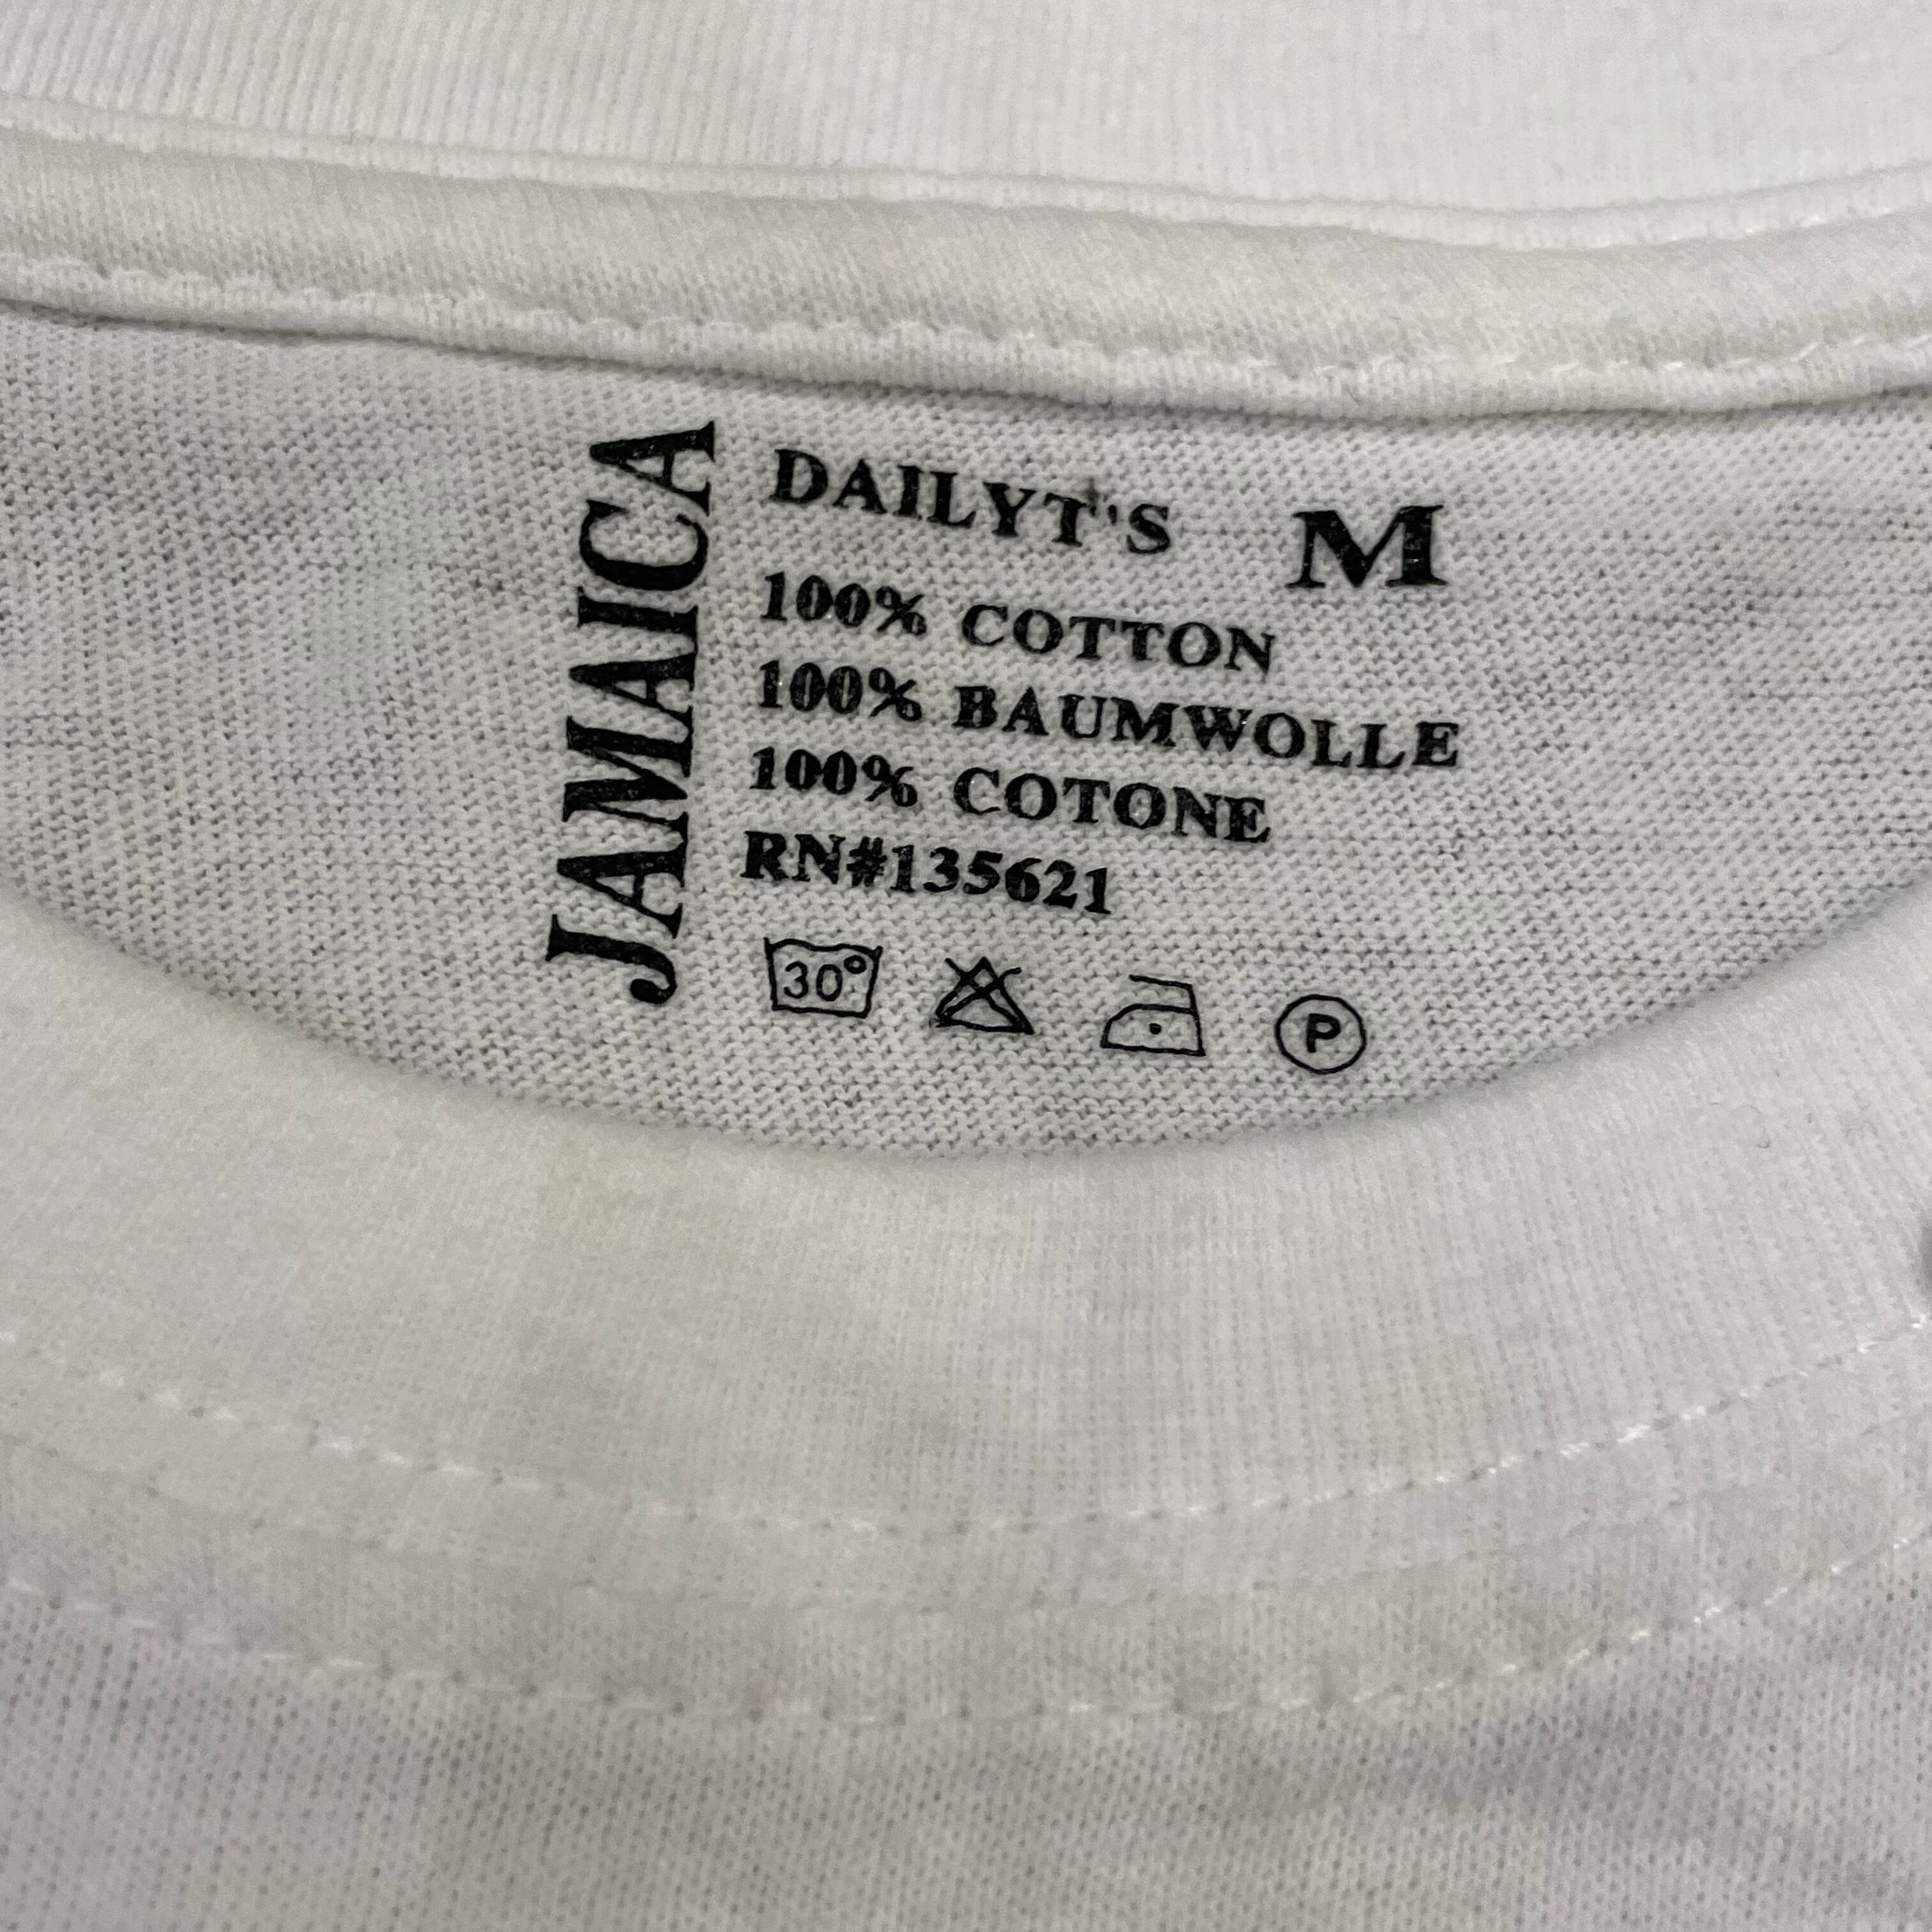 JAMAICA
DAILYT'S M
100% COTTON
100% BAUMWOLLE
100% COTONE
RN#135621
30°
P